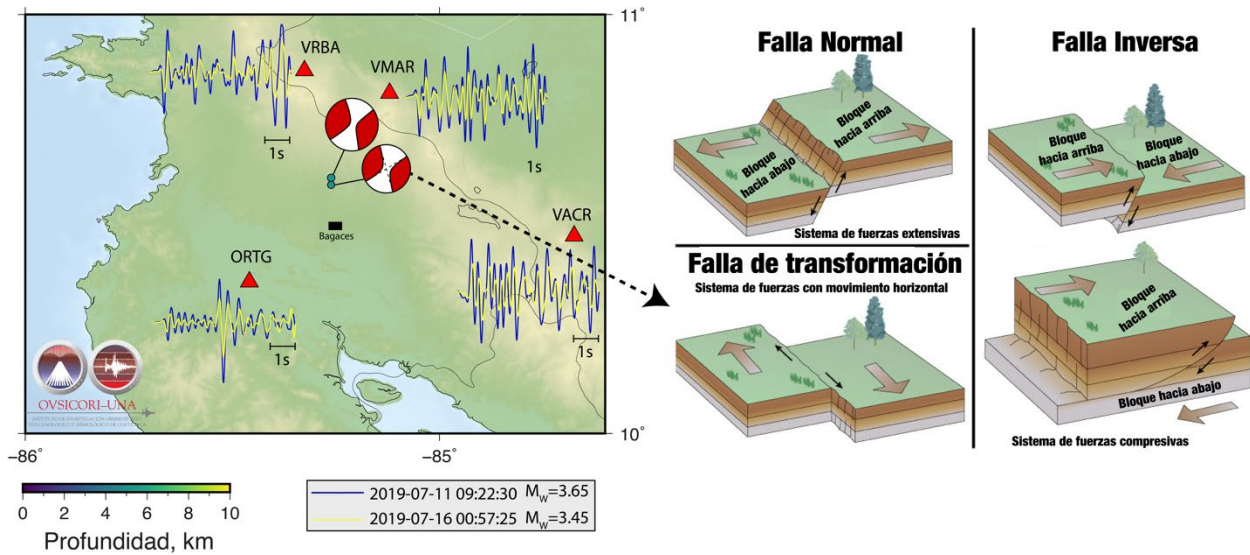 11°
VRBA
VMAR
1s
1s
VACR
Bagaces
ORTG
1s
1s
OVSICORI–UNA
10°
−86°
−85°
0 2 4 6 8 10
Profundidad, km
2019-07-11 09:22:30 MW=3.65
2019-07-16 00:57:25 MW=3.45
Falla Normal
Bloque
hacia arriba
Bloque
hacia abajo
Sistema de fuerzas extensivas
Falla Inversa
Bloque
hacia arriba
Bloque
hacia abajo
Bloque
hacia arriba
Bloque hacia abajo
Sistema de fuerzas compresivas
Falla de transformación
Sistema de fuerzas con movimiento horizontal